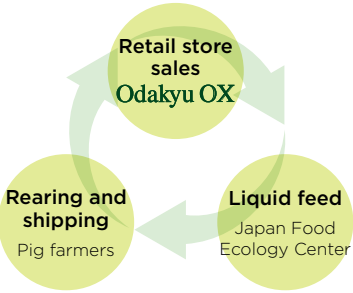 Retail store
sales
Odakyu OX
Rearing and
shipping
Pig farmers
Liquid feed
Japan Food
Ecology Center